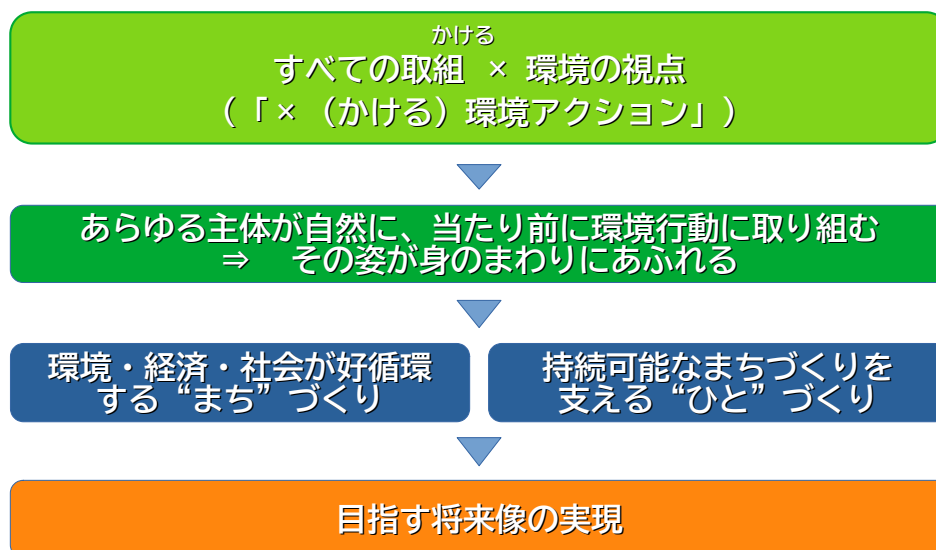 かける
すべての取組 × 環境の視点
（「×（かける）環境アクション」）
あらゆる主体が自然に、当たり前に環境行動に取り組む
⇒ その姿が身のまわりにあふれる
環境・経済・社会が好循環
する“まち”づくり
持続可能なまちづくりを
支える“ひと”づくり
目指す将来像の実現